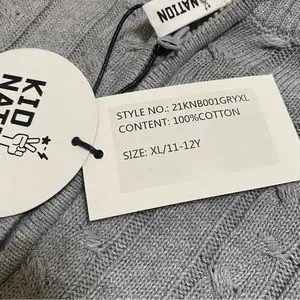 NATION
KID
NAT
STYLE NO.: 21KNB001GRYXL
CONTENT: 100%COTTON
SIZE: XL/11-12Y